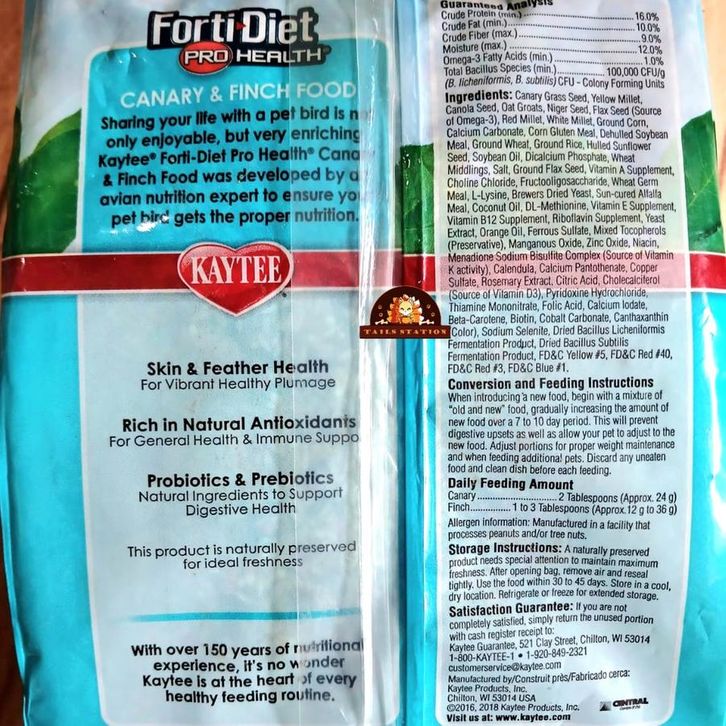 Forti-Diet
PRO HEALTH®
CANARY & FINCH FOOD
Sharing your life with a pet bird is n
only enjoyable, but very enriching
Kaytee® Forti-Diet Pro Health® Cana
& Finch Food was developed by a
avian nutrition expert to ensure yo
pet bird gets the proper nutrition.
KAYTEE®
TAILS STATION
Skin & Feather Health
For Vibrant Healthy Plumage
Rich in Natural Antioxidants
For General Health & Immune Suppo
Probiotics & Prebiotics
Natural Ingredients to Support
Digestive Health
This product is naturally preserved
for ideal freshness
With over 150 years of nutritional
experience, it's no wonder
Kaytee is at the heart of every
healthy feeding routine.
Guaranteed Analysis
Crude Protein (min.) 16.0%
Crude Fat (min.) 10.0%
Crude Fiber (max.) 9.0%
Moisture (max.) 12.0%
Omega-3 Fatty Acids (min.) 1.0%
Total Bacillus Species (min.) 100,000 CFU/g
(B. licheniformis, B. subtilis) CFU - Colony Forming Units
Ingredients: Canary Grass Seed, Yellow Millet,
Canola Seed, Oat Groats, Niger Seed, Flax Seed (Source
of Omega-3), Red Millet, White Millet, Ground Corn,
Calcium Carbonate, Corn Gluten Meal, Dehulled Soybean
Meal, Ground Wheat, Ground Rice, Hulled Sunflower
Seed, Soybean Oil, Dicalcium Phosphate, Wheat
Middlings, Salt, Ground Flax Seed, Vitamin A Supplement,
Choline Chloride, Fructooligosaccharide, Wheat Germ
Meal, L-Lysine, Brewers Dried Yeast, Sun-cured Alfalfa
Meal, Coconut Oil, DL-Methionine, Vitamin E Supplement,
Vitamin B12 Supplement, Riboflavin Supplement, Yeast
Extract, Orange Oil, Ferrous Sulfate, Mixed Tocopherols
(Preservative), Manganous Oxide, Zinc Oxide, Niacin,
Menadione Sodium Bisulfite Complex (Source of Vitamin
K activity), Calendula, Calcium Pantothenate, Copper
Sulfate, Rosemary Extract, Citric Acid, Cholecalciferol
(Source of Vitamin D3), Pyridoxine Hydrochloride,
Thiamine Mononitrate, Folic Acid, Calcium Iodate,
Beta-Carotene, Biotin, Cobalt Carbonate, Canthaxanthin
(Color), Sodium Selenite, Dried Bacillus Licheniformis
Fermentation Product, Dried Bacillus Subtilis
Fermentation Product, FD&C Yellow #5, FD&C Red #40,
FD&C Red #3, FD&C Blue #1.
Conversion and Feeding Instructions
When introducing a new food, begin with a mixture of
"old and new" food, gradually increasing the amount of
new food over a 7 to 10 day period. This will prevent
digestive upsets as well as allow your pet to adjust to the
new food. Adjust portions for proper weight maintenance
and when feeding additional pets. Discard any uneaten
food and clean dish before each feeding.
Daily Feeding Amount
Canary 2 Tablespoons (Approx. 24 g)
Finch 1 to 3 Tablespoons (Approx. 12 g to 36 g)
Allergen Information: Manufactured in a facility that
processes peanuts and/or tree nuts.
Storage Instructions: A naturally preserved
product needs special attention to maintain maximum
freshness. After opening bag, remove air and reseal
tightly. Use the food within 30 to 45 days. Store in a cool,
dry location. Refrigerate or freeze for extended storage.
Satisfaction Guarantee: If you are not
completely satisfied, simply return the unused portion
with cash register receipt to:
Kaytee Guarantee, 521 Clay Street, Chilton, WI 53014
1-800-KAYTEE-1 • 1-920-849-2321
customerservice@kaytee.com
Manufactured by/Construit près/Fabricado cerca:
Kaytee Products, Inc.
Chilton, WI 53014 USA
©2016, 2018 Kaytee Products, Inc.
Visit us at: www.kaytee.com
CENTRAL